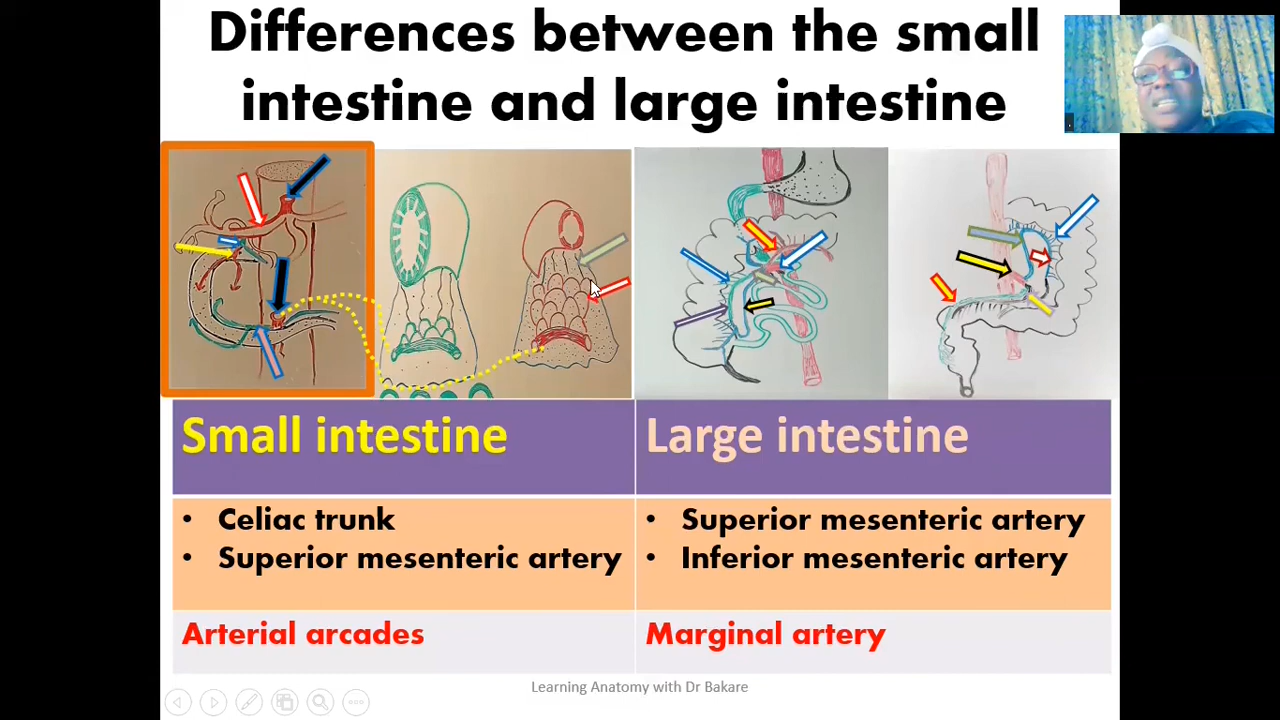 Differences between the small
intestine and large intestine
Small intestine
Large intestine
• Celiac trunk
• Superior mesenteric artery
• Superior mesenteric artery
• Inferior mesenteric artery
Arterial arcades
Marginal artery
Learning Anatomy with Dr Bakare